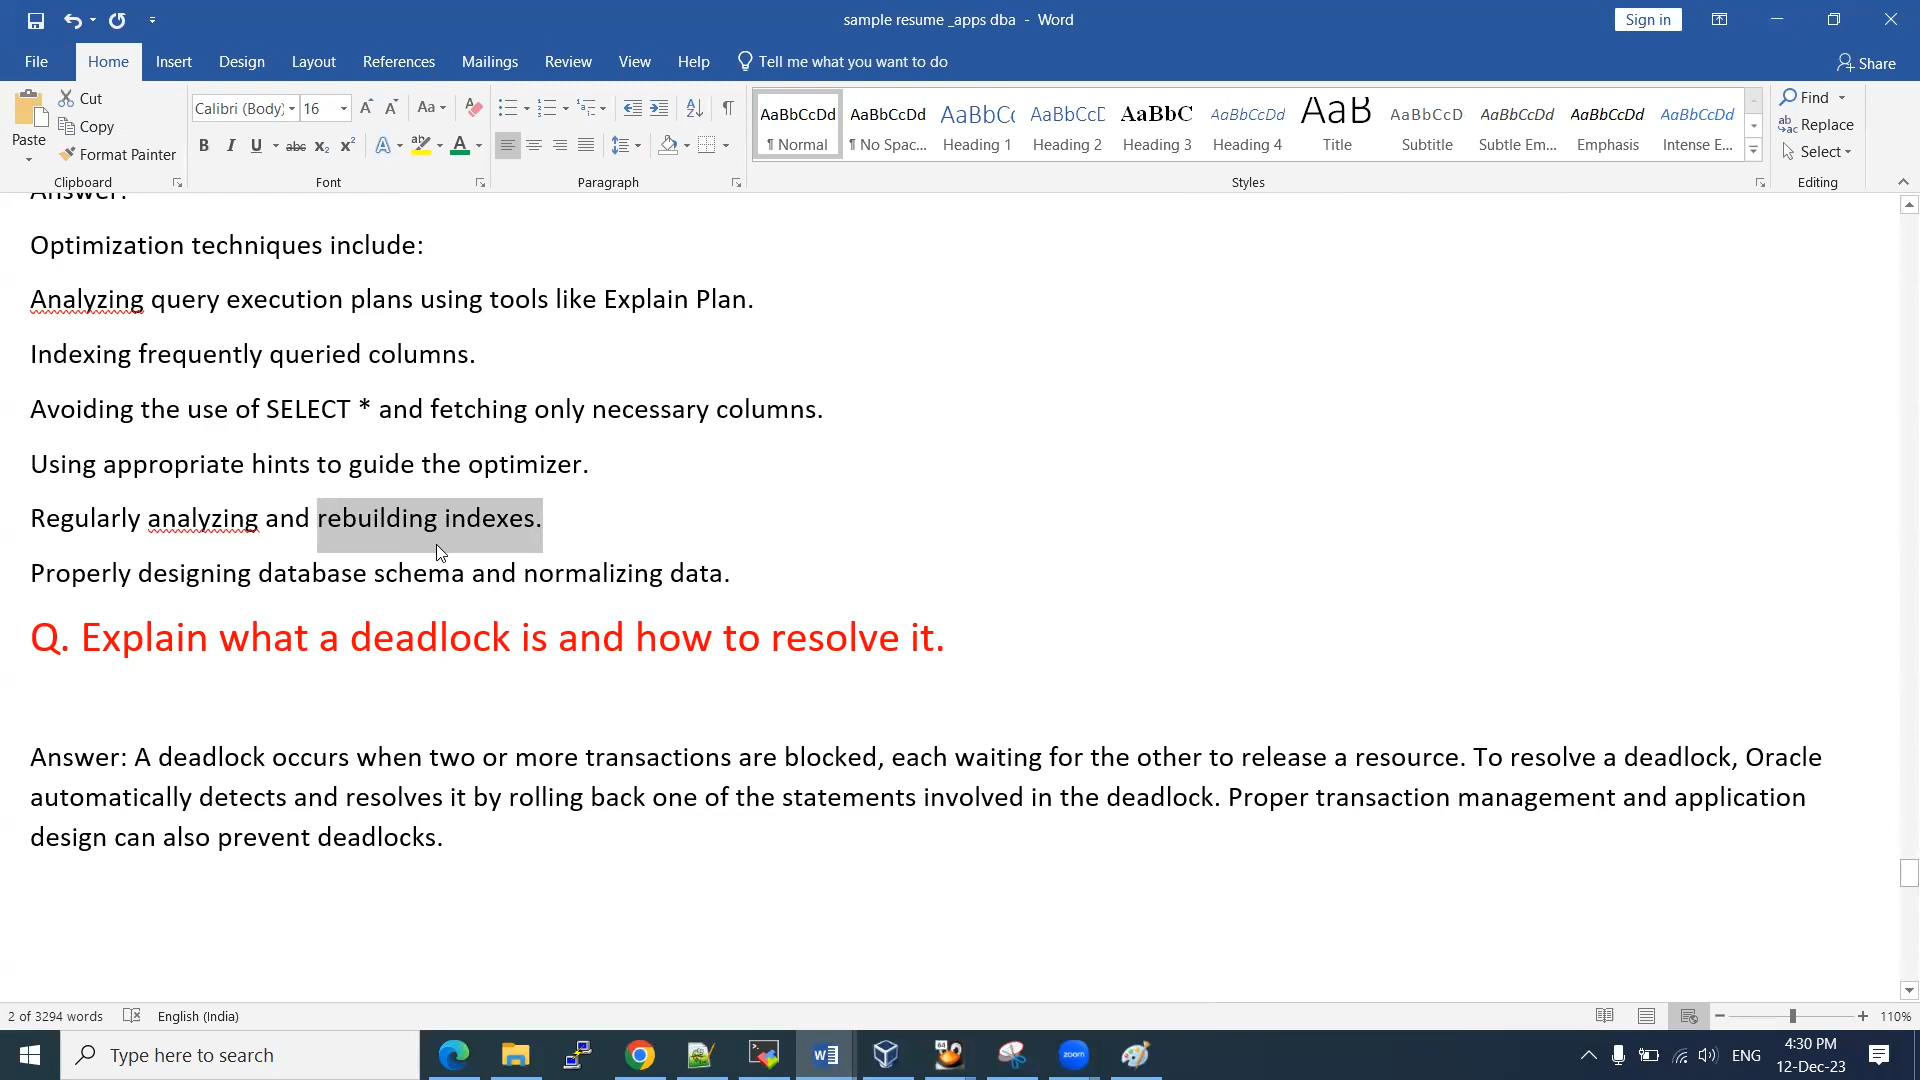 sample resume _apps dba - Word
Sign in
File Home Insert Design Layout References Mailings Review View Help Tell me what you want to do
Share
Paste
Cut
Copy
Format Painter
Clipboard
Calibri (Body) 16
Font
Paragraph
AaBbCcDd AaBbCcDd AaBbCc AaBbCcD AaBbC AaBbCcDd AaB AaBbCcD AaBbCcDd AaBbCcDd AaBbCcDd
¶ Normal ¶ No Spac... Heading 1 Heading 2 Heading 3 Heading 4 Title Subtitle Subtle Em... Emphasis Intense E...
Styles
Find
Replace
Select
Editing
Answer:
Optimization techniques include:
Analyzing query execution plans using tools like Explain Plan.
Indexing frequently queried columns.
Avoiding the use of SELECT * and fetching only necessary columns.
Using appropriate hints to guide the optimizer.
Regularly analyzing and rebuilding indexes.
Properly designing database schema and normalizing data.
Q. Explain what a deadlock is and how to resolve it.
Answer: A deadlock occurs when two or more transactions are blocked, each waiting for the other to release a resource. To resolve a deadlock, Oracle
automatically detects and resolves it by rolling back one of the statements involved in the deadlock. Proper transaction management and application
design can also prevent deadlocks.
2 of 3294 words English (India)
110%
Type here to search
zoom
ENG
4:30 PM
12-Dec-23